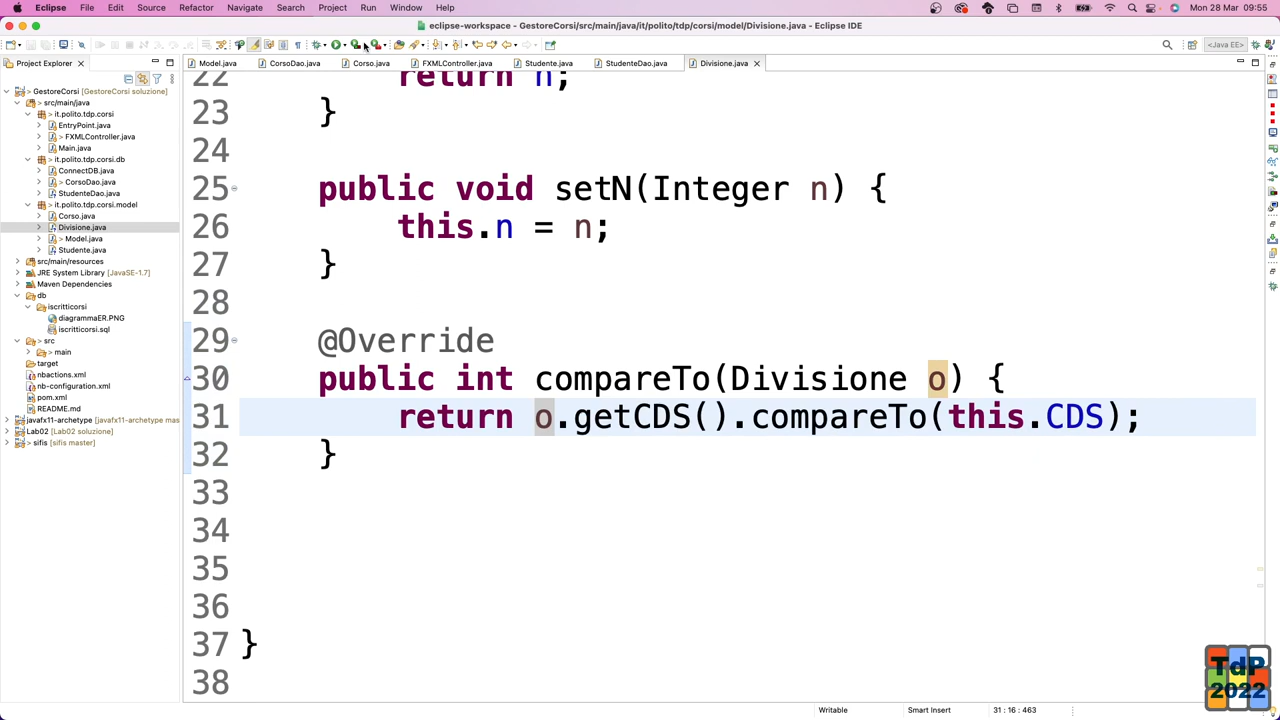 Eclipse File Edit Source Refactor Navigate Search Project Run Window Help
Mon 28 Mar 09:55
eclipse-workspace - GestoreCorsi/src/main/java/it/polito/tdp/corsi/model/Divisione.java - Eclipse IDE
<Java EE>
Project Explorer
Model.java CorsoDao.java Corso.java FXMLController.java Studente.java StudenteDao.java Divisione.java
> GestoreCorsi [GestoreCorsi soluzione]
> src/main/java
> it.polito.tdp.corsi
EntryPoint.java
> FXMLController.java
Main.java
> it.polito.tdp.corsi.db
ConnectDB.java
> CorsoDao.java
StudenteDao.java
> it.polito.tdp.corsi.model
Corso.java
Divisione.java
> Model.java
Studente.java
src/main/resources
JRE System Library [JavaSE-1.7]
Maven Dependencies
db
iscritticorsi
diagrammaER.PNG
iscritticorsi.sql
> src
> main
target
nbactions.xml
nb-configuration.xml
pom.xml
README.md
> javafx11-archetype [javafx11-archetype mas
> Lab02 [Lab02 soluzione]
> sifis [sifis master]
22 return n;
23 }
24
25 public void setN(Integer n) {
26 this.n = n;
27 }
28
29 @Override
30 public int compareTo(Divisione o) {
31 return o.getCDS().compareTo(this.CDS);
32 }
33
34
35
36
37 }
38
Writable Smart Insert 31 : 16 : 463
TdP
2022